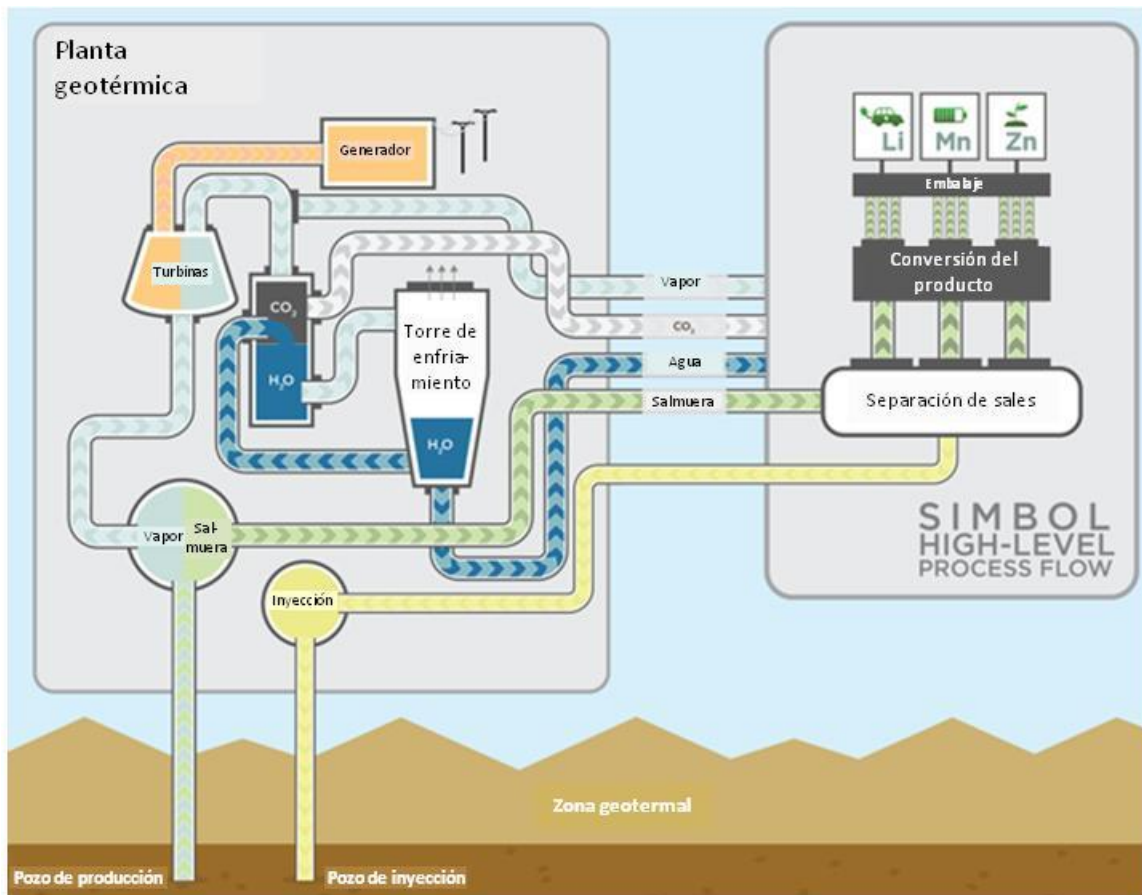 Planta
geotérmica
Generador
Turbinas
CO₂
H₂O
Torre de
enfria-
miento
H₂O
Vapor
Sal-
muera
Inyección
Vapor
CO₂
Agua
Salmuera
Li
Mn
Zn
Embalaje
Conversión del
producto
Separación de sales
SIMBOL
HIGH-LEVEL
PROCESS FLOW
Zona geotermal
Pozo de producción
Pozo de inyección